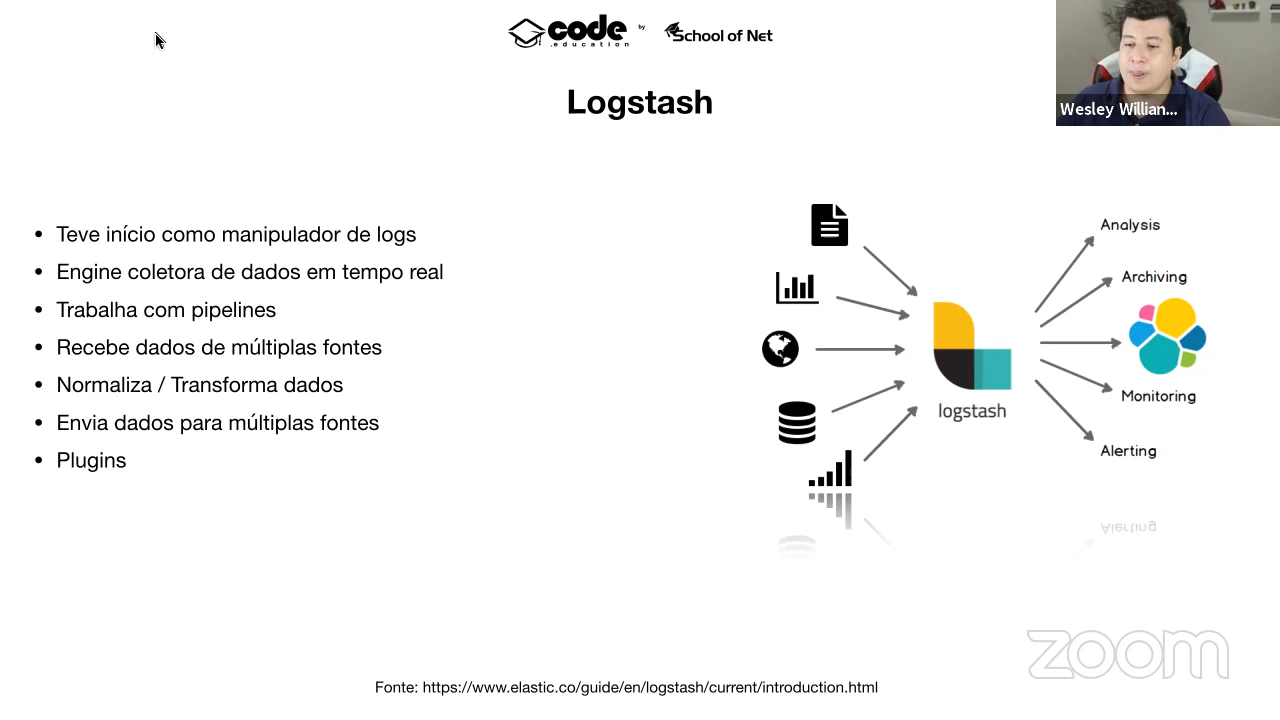 code
.education
by
School of Net
Wesley Willian...
Logstash
• Teve início como manipulador de logs
• Engine coletora de dados em tempo real
• Trabalha com pipelines
• Recebe dados de múltiplas fontes
• Normaliza / Transforma dados
• Envia dados para múltiplas fontes
• Plugins
Analysis
Archiving
logstash
Monitoring
Alerting
Alerting
zoom
Fonte: https://www.elastic.co/guide/en/logstash/current/introduction.html